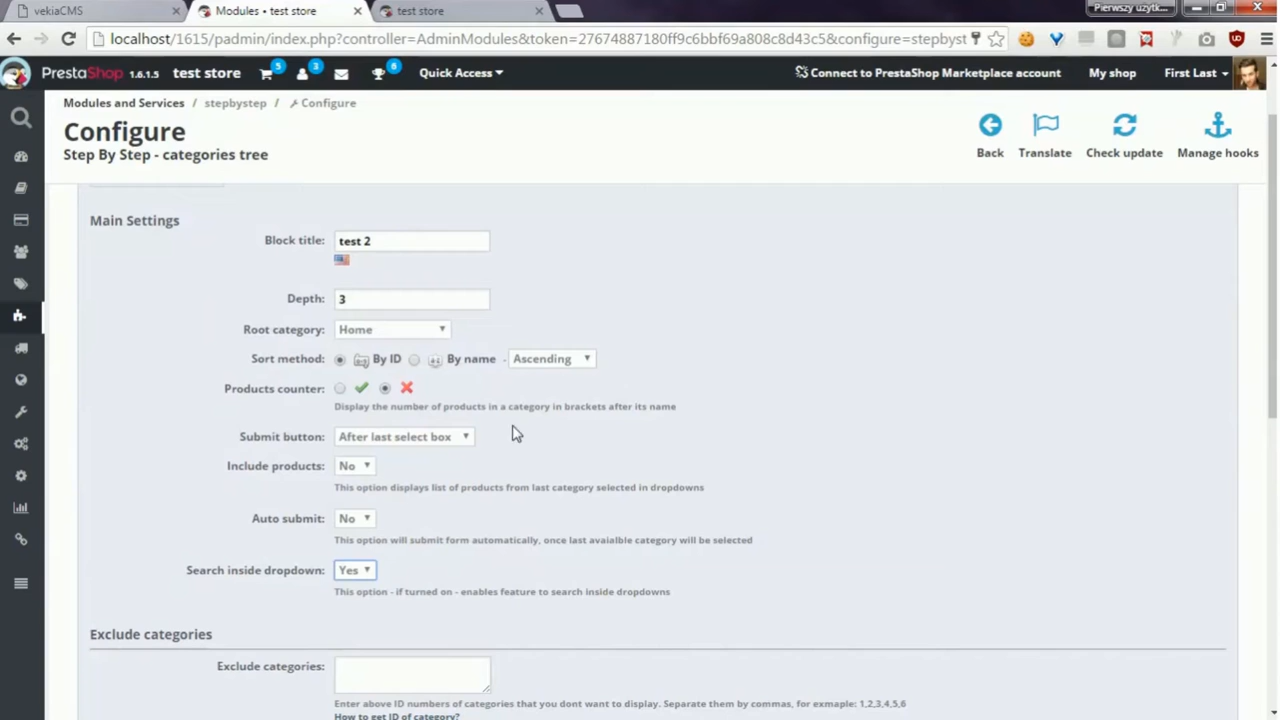 vekiaCMS
Modules • test store
test store
Pierwszy użytk...
localhost/1615/padmin/index.php?controller=AdminModules&token=27674887180ff9c6bbf69a808c8d43c5&configure=stepbyst
PrestaShop 1.6.1.5 test store 5 3 6 Quick Access Connect to PrestaShop Marketplace account My shop First Last
Modules and Services / stepbystep / Configure
Configure
Step By Step - categories tree
Back Translate Check update Manage hooks
Main Settings
Block title: test 2
Depth: 3
Root category: Home
Sort method: By ID By name - Ascending
Products counter:
Display the number of products in a category in brackets after its name
Submit button: After last select box
Include products: No
This option displays list of products from last category selected in dropdowns
Auto submit: No
This option will submit form automatically, once last avaialble category will be selected
Search inside dropdown: Yes
This option - if turned on - enables feature to search inside dropdowns
Exclude categories
Exclude categories:
Enter above ID numbers of categories that you dont want to display. Separate them by commas, for exmaple: 1,2,3,4,5,6
How to get ID of category?